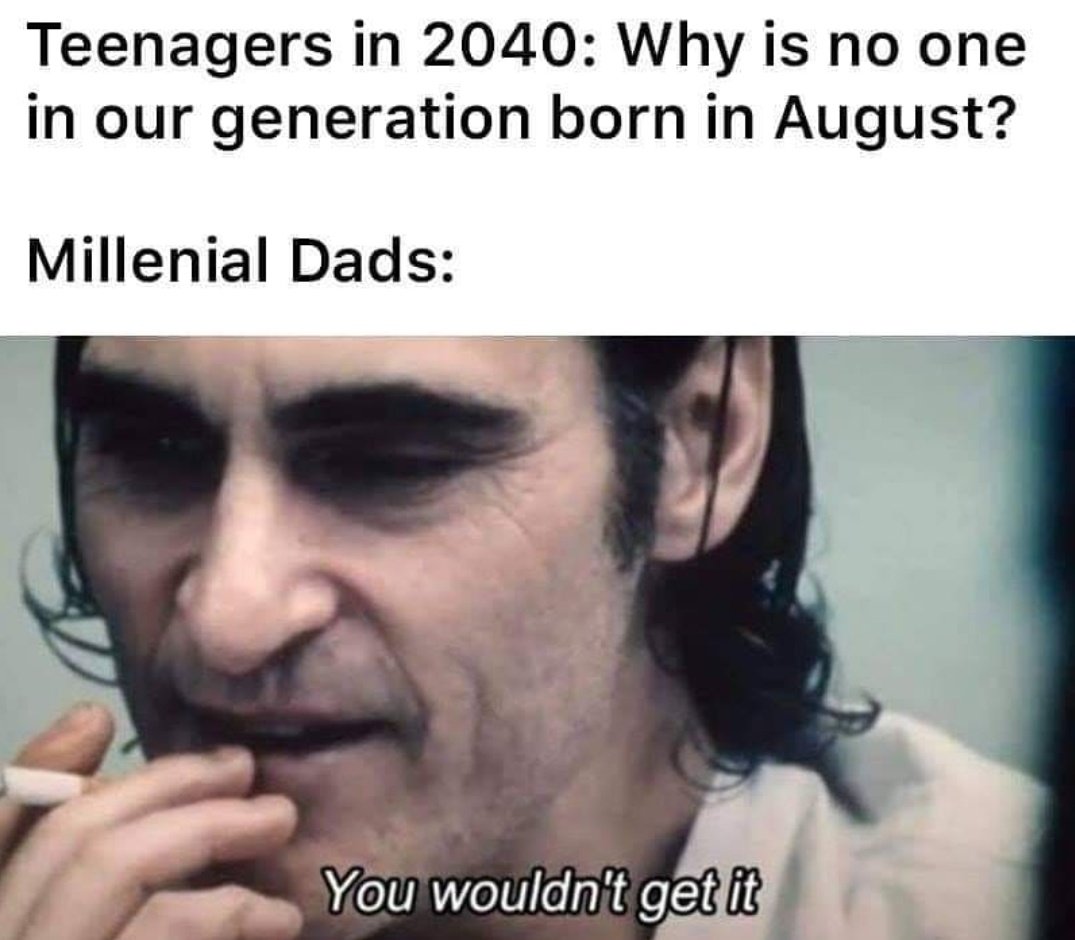 Teenagers in 2040: Why is no one
in our generation born in August?
Millenial Dads:
You wouldn't get it